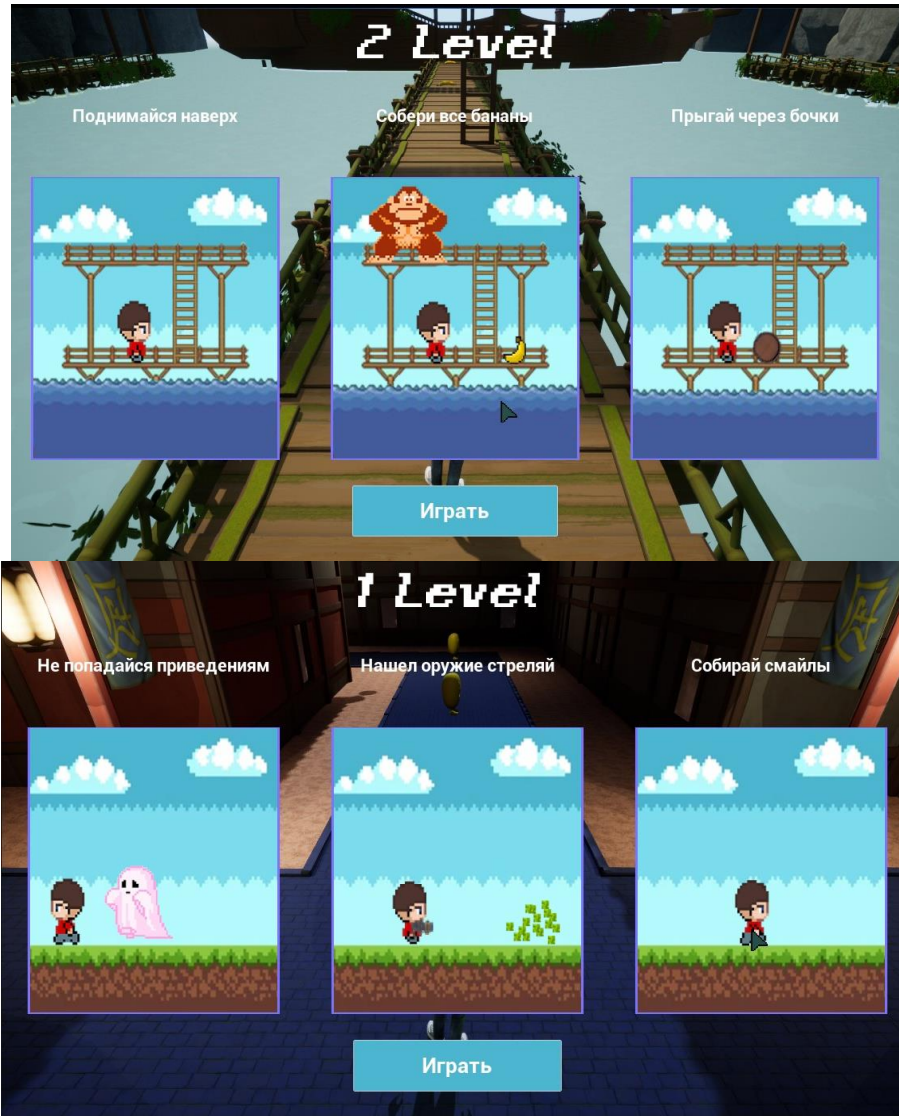 2 Level
Поднимайся наверх
Собери все бананы
Прыгай через бочки
Играть
1 Level
Не попадайся приведениям
Нашел оружие стреляй
Собирай смайлы
Играть